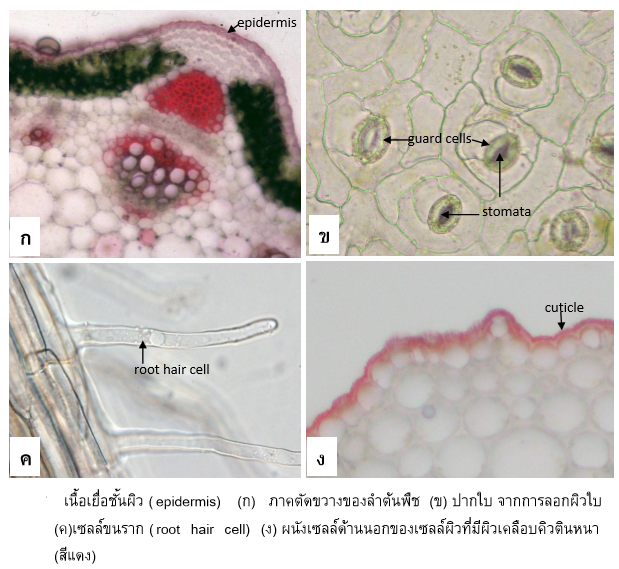 epidermis
ก
guard cells
stomata
ข
root hair cell
ค
cuticle
ง
เนื้อเยื่อชั้นผิว (epidermis) (ก) ภาคตัดขวางของลำต้นพืช (ข) ปากใบ จากการลอกผิวใบ
(ค)เซลล์ขนราก (root hair cell) (ง) ผนังเซลล์ด้านนอกของเซลล์ผิวที่มีผิวเคลือบคิวตินหนา
(สีแดง)